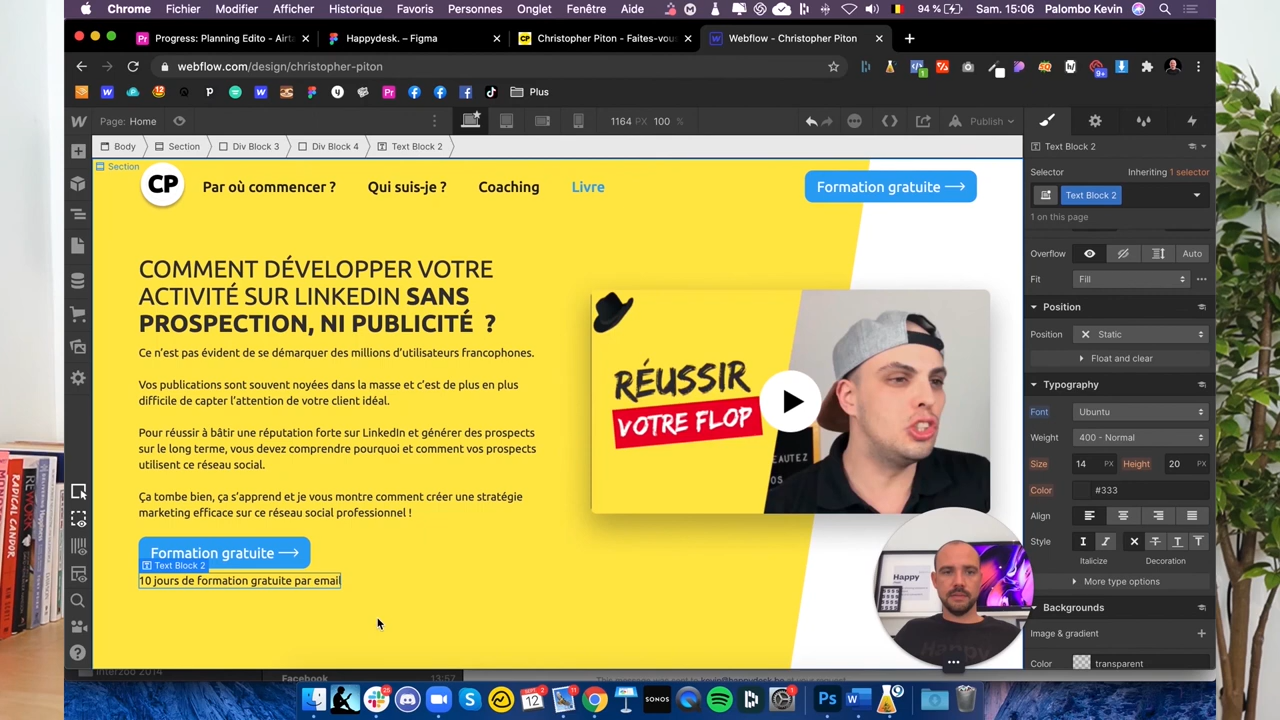 Chrome Fichier Modifier Afficher Historique Favoris Personnes Onglet Fenêtre Aide 94 % Sam. 15:06 Palombo Kevin
Progress: Planning Edito - Airt
Happydesk. – Figma
Christopher Piton - Faites-vous
Webflow - Christopher Piton
webflow.com/design/christopher-piton
Plus
Page: Home
1164 PX 100 %
Publish
Body Section Div Block 3 Div Block 4 Text Block 2
Section
CP
Par où commencer ? Qui suis-je ? Coaching Livre Formation gratuite
COMMENT DÉVELOPPER VOTRE
ACTIVITÉ SUR LINKEDIN SANS
PROSPECTION, NI PUBLICITÉ ?
Ce n'est pas évident de se démarquer des millions d'utilisateurs francophones.
Vos publications sont souvent noyées dans la masse et c'est de plus en plus
difficile de capter l'attention de votre client idéal.
Pour réussir à bâtir une réputation forte sur LinkedIn et générer des prospects
sur le long terme, vous devez comprendre pourquoi et comment vos prospects
utilisent ce réseau social.
Ça tombe bien, ça s'apprend et je vous montre comment créer une stratégie
marketing efficace sur ce réseau social professionnel !
Formation gratuite
Text Block 2
10 jours de formation gratuite par email
RÉUSSIR
VOTRE FLOP
Happy
Text Block 2
Selector Inheriting 1 selector
Text Block 2
1 on this page
Overflow Auto
Fit Fill
Position
Position Static
Float and clear
Typography
Font Ubuntu
Weight 400 - Normal
Size 14 PX Height 20 PX
Color #333
Align
Style
Italicize Decoration
More type options
Backgrounds
Image & gradient
Color transparent
Interzoo 2014
Facebook 13:57
RADICAL CANDOR
REWORK
SONOS
12